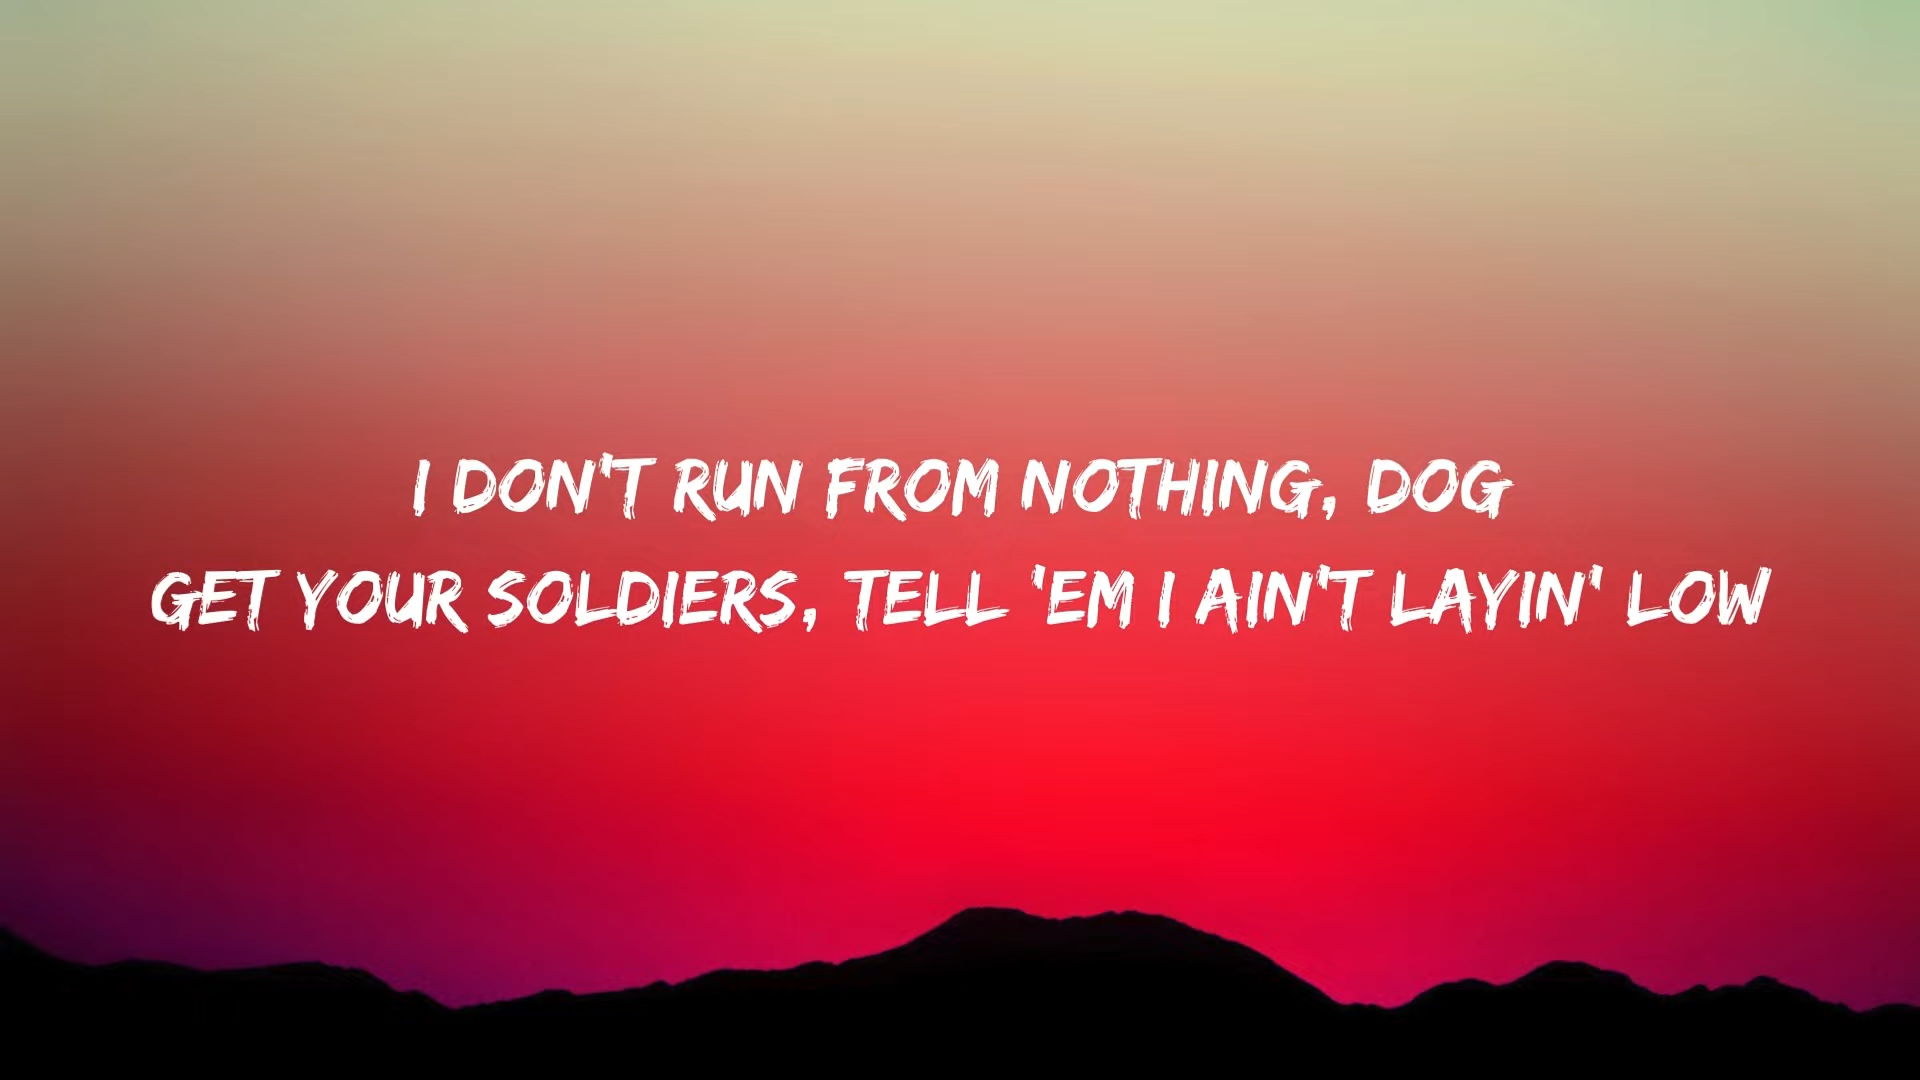 I DON'T RUN FROM NOTHING, DOG
GET YOUR SOLDIERS, TELL 'EM I AIN'T LAYIN' LOW